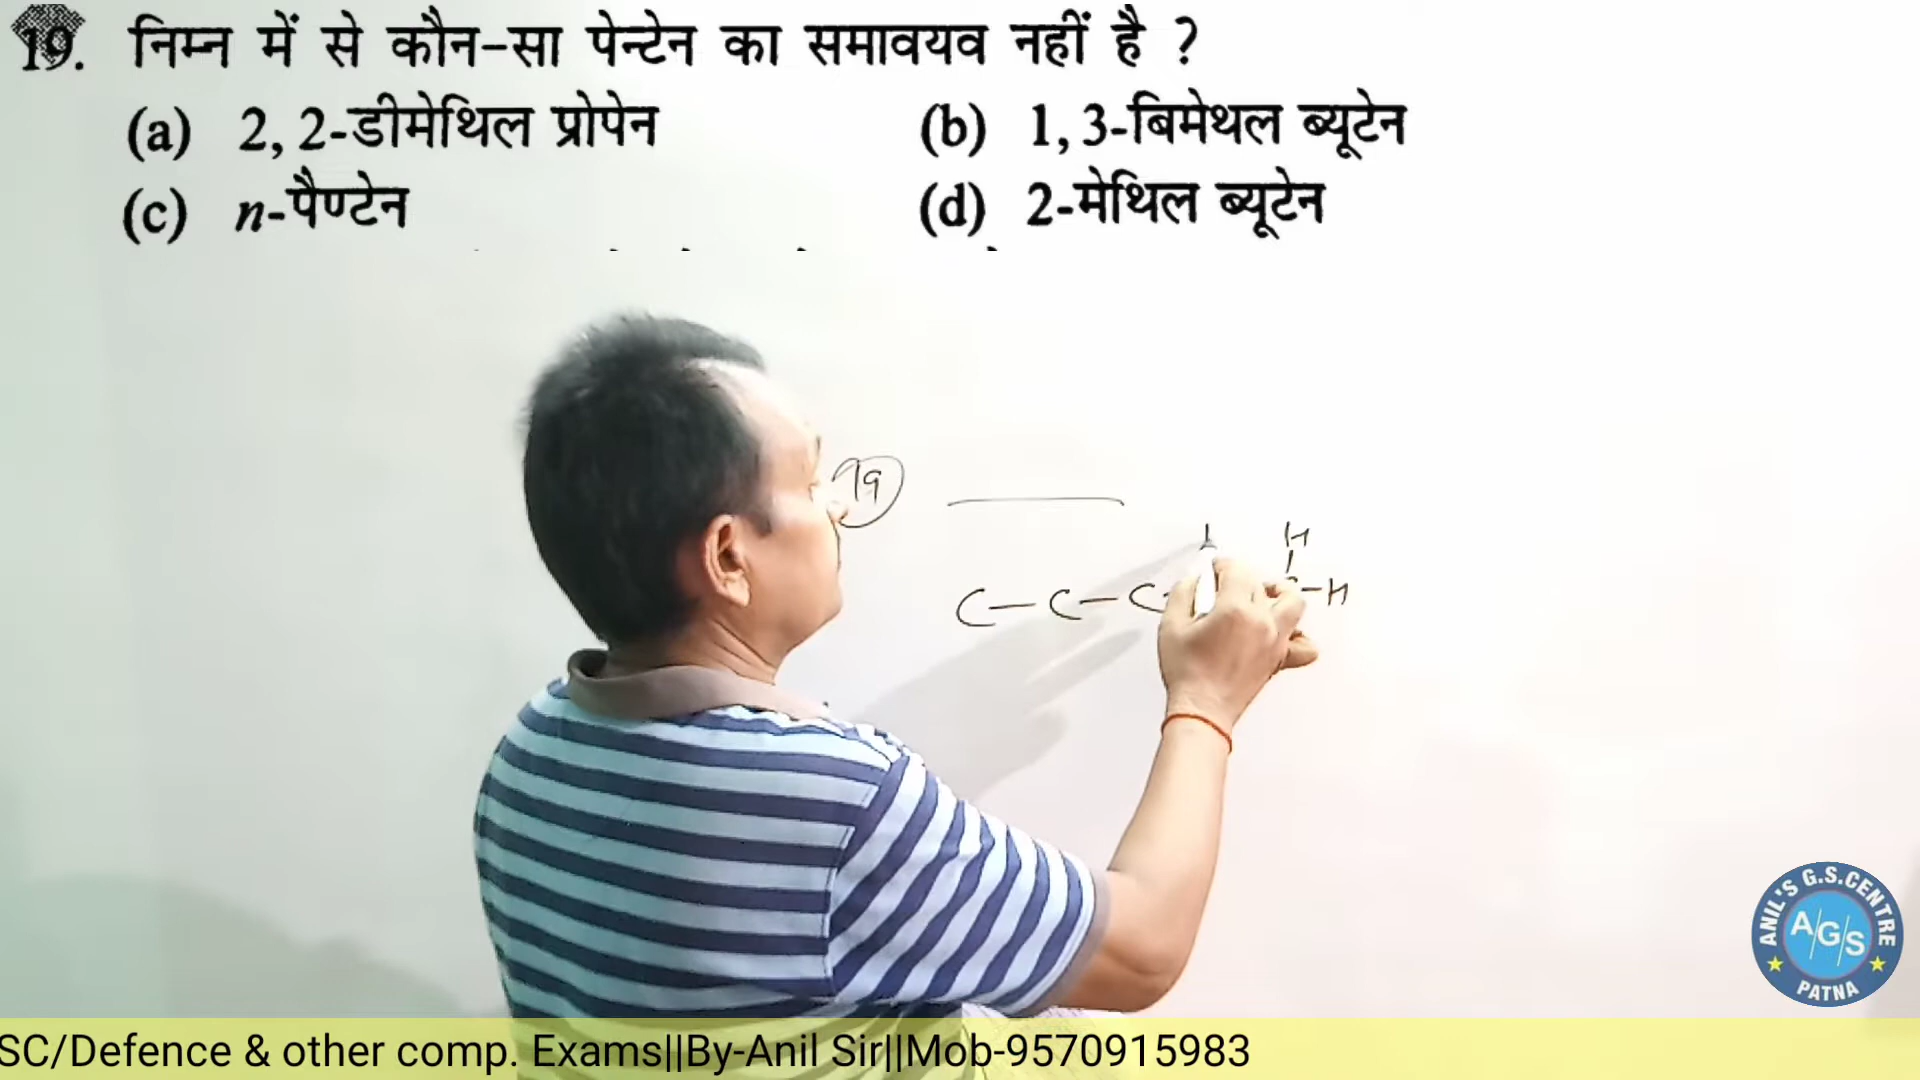 19. निम्न में से कौन-सा पेन्टेन का समावयव नहीं है ?
(a) 2, 2-डीमेथिल प्रोपेन (b) 1, 3-बिमेथल ब्यूटेन
(c) n-पैण्टेन (d) 2-मेथिल ब्यूटेन
19
H
C-C-C
-H
ANIL'S G.S.CENTRE
A/G/S
PATNA
SC/Defence & other comp. Exams||By-Anil Sir||Mob-9570915983